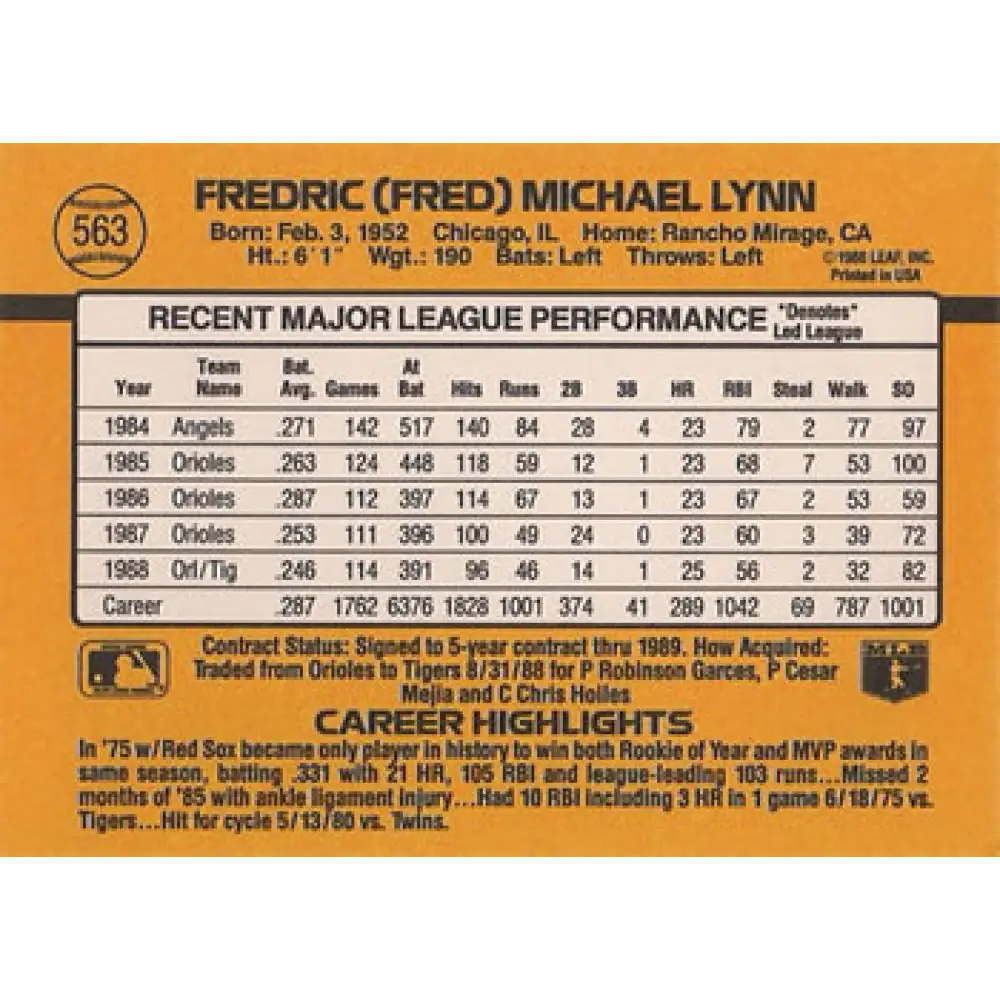 563
FREDRIC (FRED) MICHAEL LYNN
Born: Feb. 3, 1952 Chicago, IL Home: Rancho Mirage, CA
Ht.: 6'1" Wgt.: 190 Bats: Left Throws: Left
© 1988 LEAF, INC.
Printed in USA
RECENT MAJOR LEAGUE PERFORMANCE "Denotes" Led League
Year Team Name Bat. Avg. Games At Bat Hits Runs 2B 3B HR RBI Steal Walk SO
1984 Angels .271 142 517 140 84 28 4 23 79 2 77 97
1985 Orioles .263 124 448 118 59 12 1 23 68 7 53 100
1986 Orioles .287 112 397 114 67 13 1 23 67 2 53 59
1987 Orioles .253 111 396 100 49 24 0 23 60 3 39 72
1988 Orl/Tig .246 114 391 96 46 14 1 25 56 2 32 82
Career .287 1762 6376 1828 1001 374 41 289 1042 69 787 1001
Contract Status: Signed to 5-year contract thru 1989. How Acquired:
Traded from Orioles to Tigers 8/31/88 for P Robinson Garces, P Cesar
Mejia and C Chris Hoiles
MLB
CAREER HIGHLIGHTS
In '75 w/Red Sox became only player in history to win both Rookie of Year and MVP awards in
same season, batting .331 with 21 HR, 105 RBI and league-leading 103 runs...Missed 2
months of '85 with ankle ligament injury...Had 10 RBI including 3 HR in 1 game 6/18/75 vs.
Tigers...Hit for cycle 5/13/80 vs. Twins.